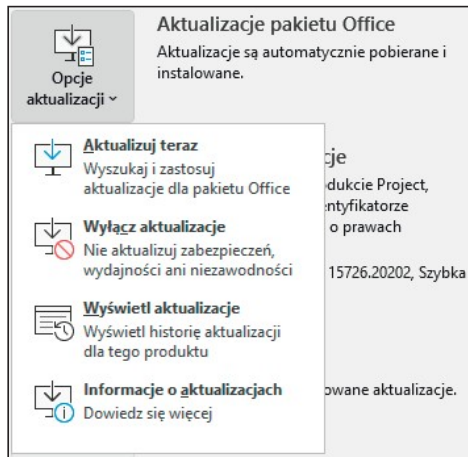 Aktualizacje pakietu Office
Aktualizacje są automatycznie pobierane i
instalowane.
Opcje
aktualizacji
Aktualizuj teraz
Wyszukaj i zastosuj
aktualizacje dla pakietu Office
Wyłącz aktualizacje
Nie aktualizuj zabezpieczeń,
wydajności ani niezawodności
Wyświetl aktualizacje
Wyświetl historię aktualizacji
dla tego produktu
Informacje o aktualizacjach
Dowiedz się więcej
cje
dukcie Project,
entyfikatorze
o prawach
15726.20202, Szybka
owane aktualizacje.